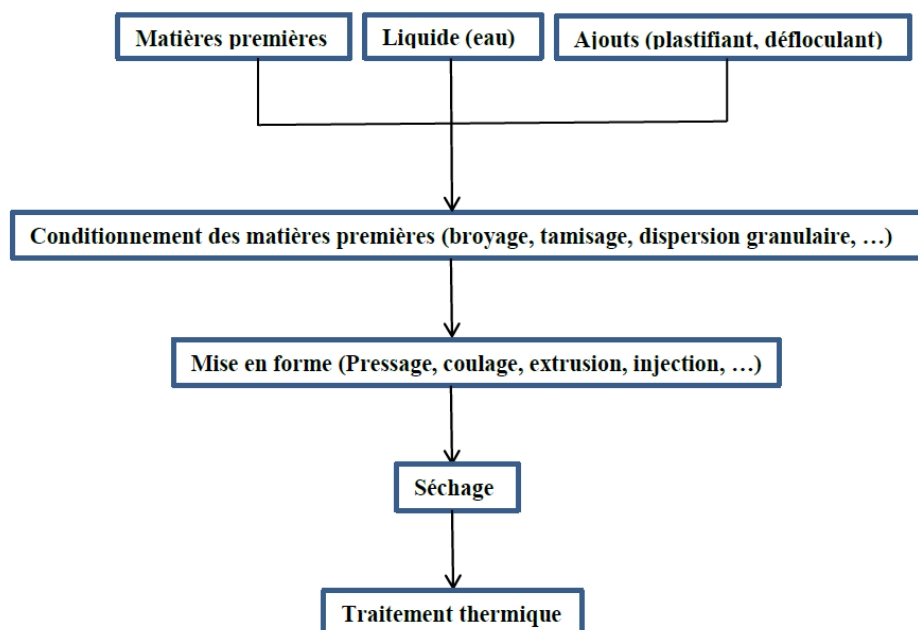 Matières premières
Liquide (eau)
Ajouts (plastifiant, défloculant)
Conditionnement des matières premières (broyage, tamisage, dispersion granulaire, …)
Mise en forme (Pressage, coulage, extrusion, injection, …)
Séchage
Traitement thermique